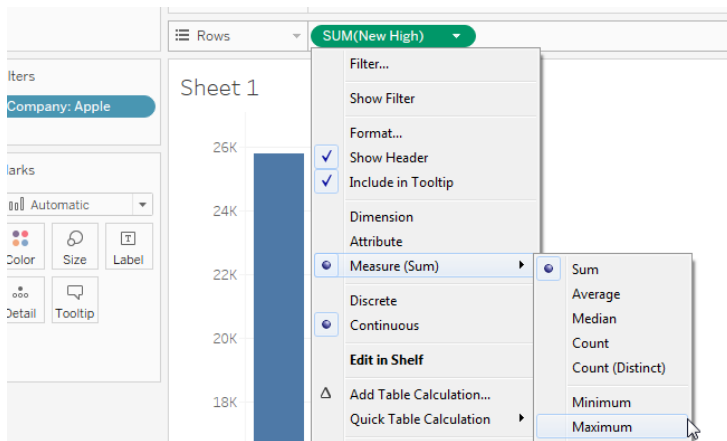 Rows
SUM(New High)
Filter...
Show Filter
Format...
Show Header
Include in Tooltip
Dimension
Attribute
Measure (Sum)
Discrete
Continuous
Edit in Shelf
Add Table Calculation...
Quick Table Calculation
Sum
Average
Median
Count
Count (Distinct)
Minimum
Maximum
lters
Company: Apple
larks
Automatic
Color
Size
Label
Detail
Tooltip
Sheet 1
26K
24K
22K
20K
18K